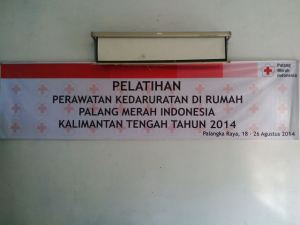 Palang
Merah
Indonesia
PELATIHAN
PERAWATAN KEDARURATAN DI RUMAH
PALANG MERAH INDONESIA
KALIMANTAN TENGAH TAHUN 2014
Palangka Raya, 18 - 26 Agustus 2014